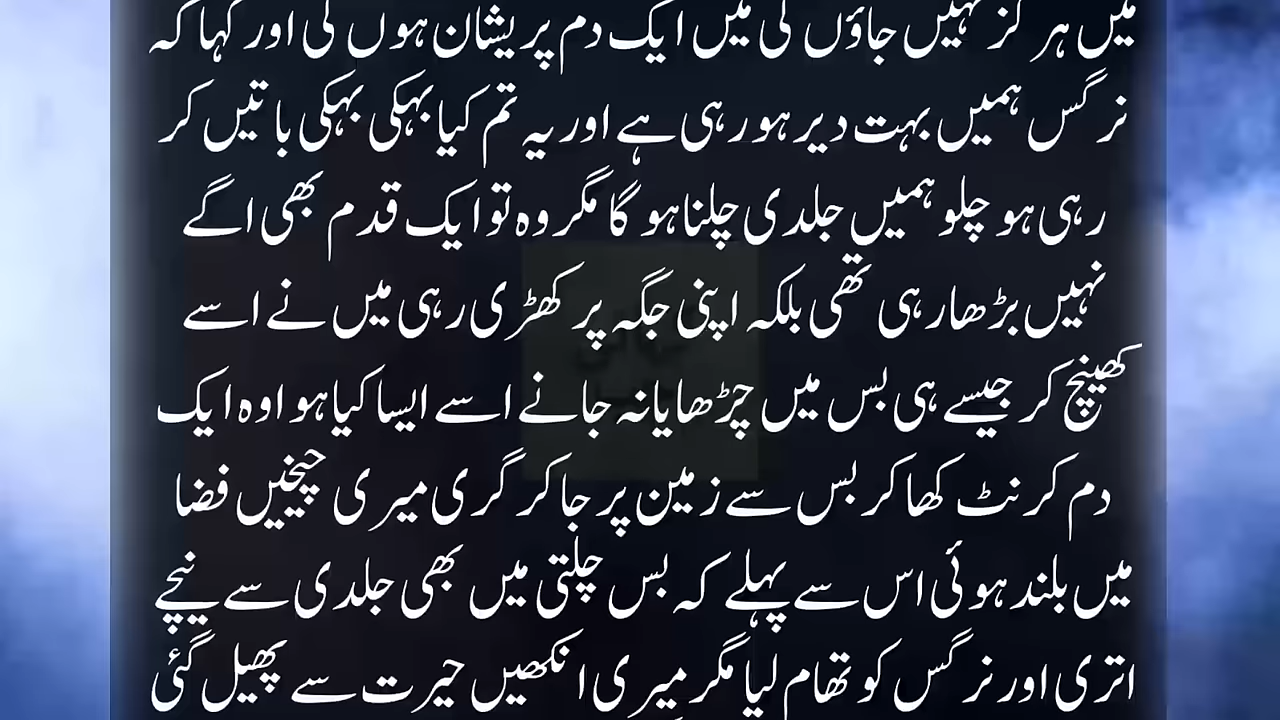 میں ہر گز نہیں جاؤں گی میں ایک دم پریشان ہوں گی اور کہا کہ
نرگس ہمیں بہت دیر ہو رہی ہے اور یہ تم کیا بہکی بہکی باتیں کر
رہی ہو چلو ہمیں جلدی چلنا ہو گا مگر وہ تو ایک قدم بھی اگے
نہیں بڑھا رہی تھی بلکہ اپنی جگہ پر کھڑی رہی میں نے اسے
کھینچ کر جیسے ہی بس میں چڑھایا نہ جانے اسے ایسا کیا ہوا وہ ایک
دم کرنٹ کھا کر بس سے زمین پر جا کر گری میری چیخیں فضا
میں بلند ہوئی اس سے پہلے کہ بس چلتی میں بھی جلدی سے نیچے
اتری اور نرگس کو تھام لیا مگر میری انکھیں حیرت سے پھیل گئی